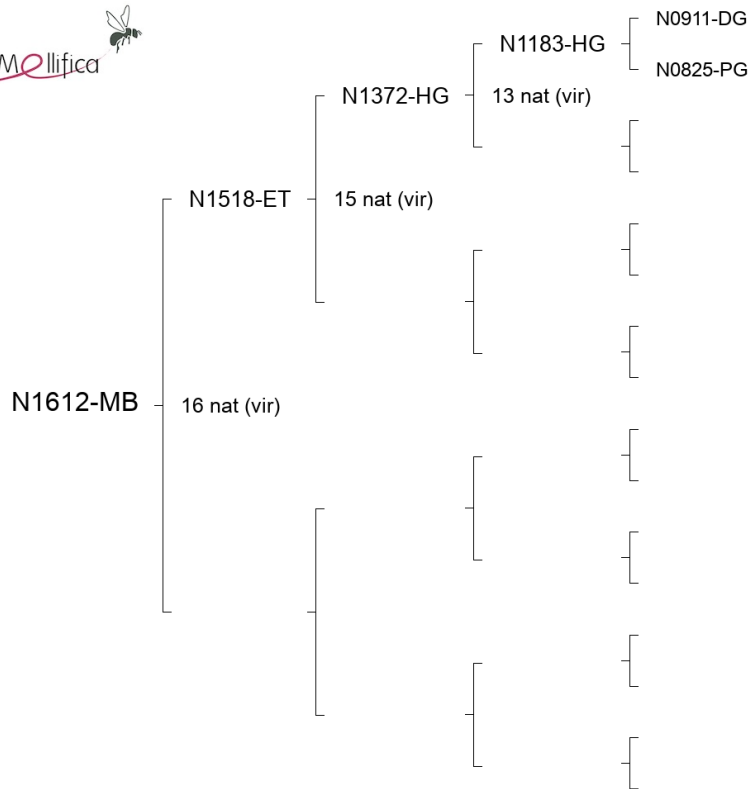 Mellifica
N0911-DG
N1183-HG
N0825-PG
N1372-HG
13 nat (vir)
N1518-ET
15 nat (vir)
N1612-MB
16 nat (vir)